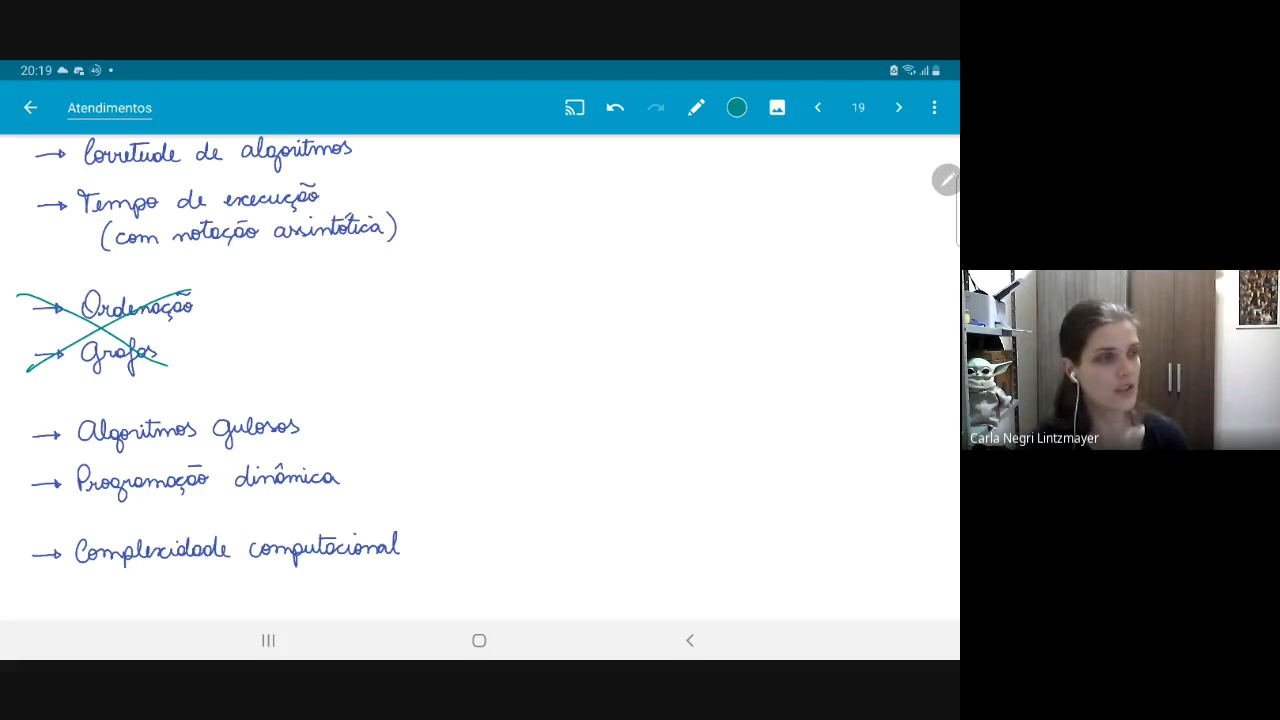 20:19
Atendimentos
19
→ Corretude de algoritmos
→ Tempo de execução
(com notação assintótica)
→ Ordenação
→ Grafos
→ Algoritmos gulosos
→ Programação dinâmica
→ Complexidade computacional
Carla Negri Lintzmayer